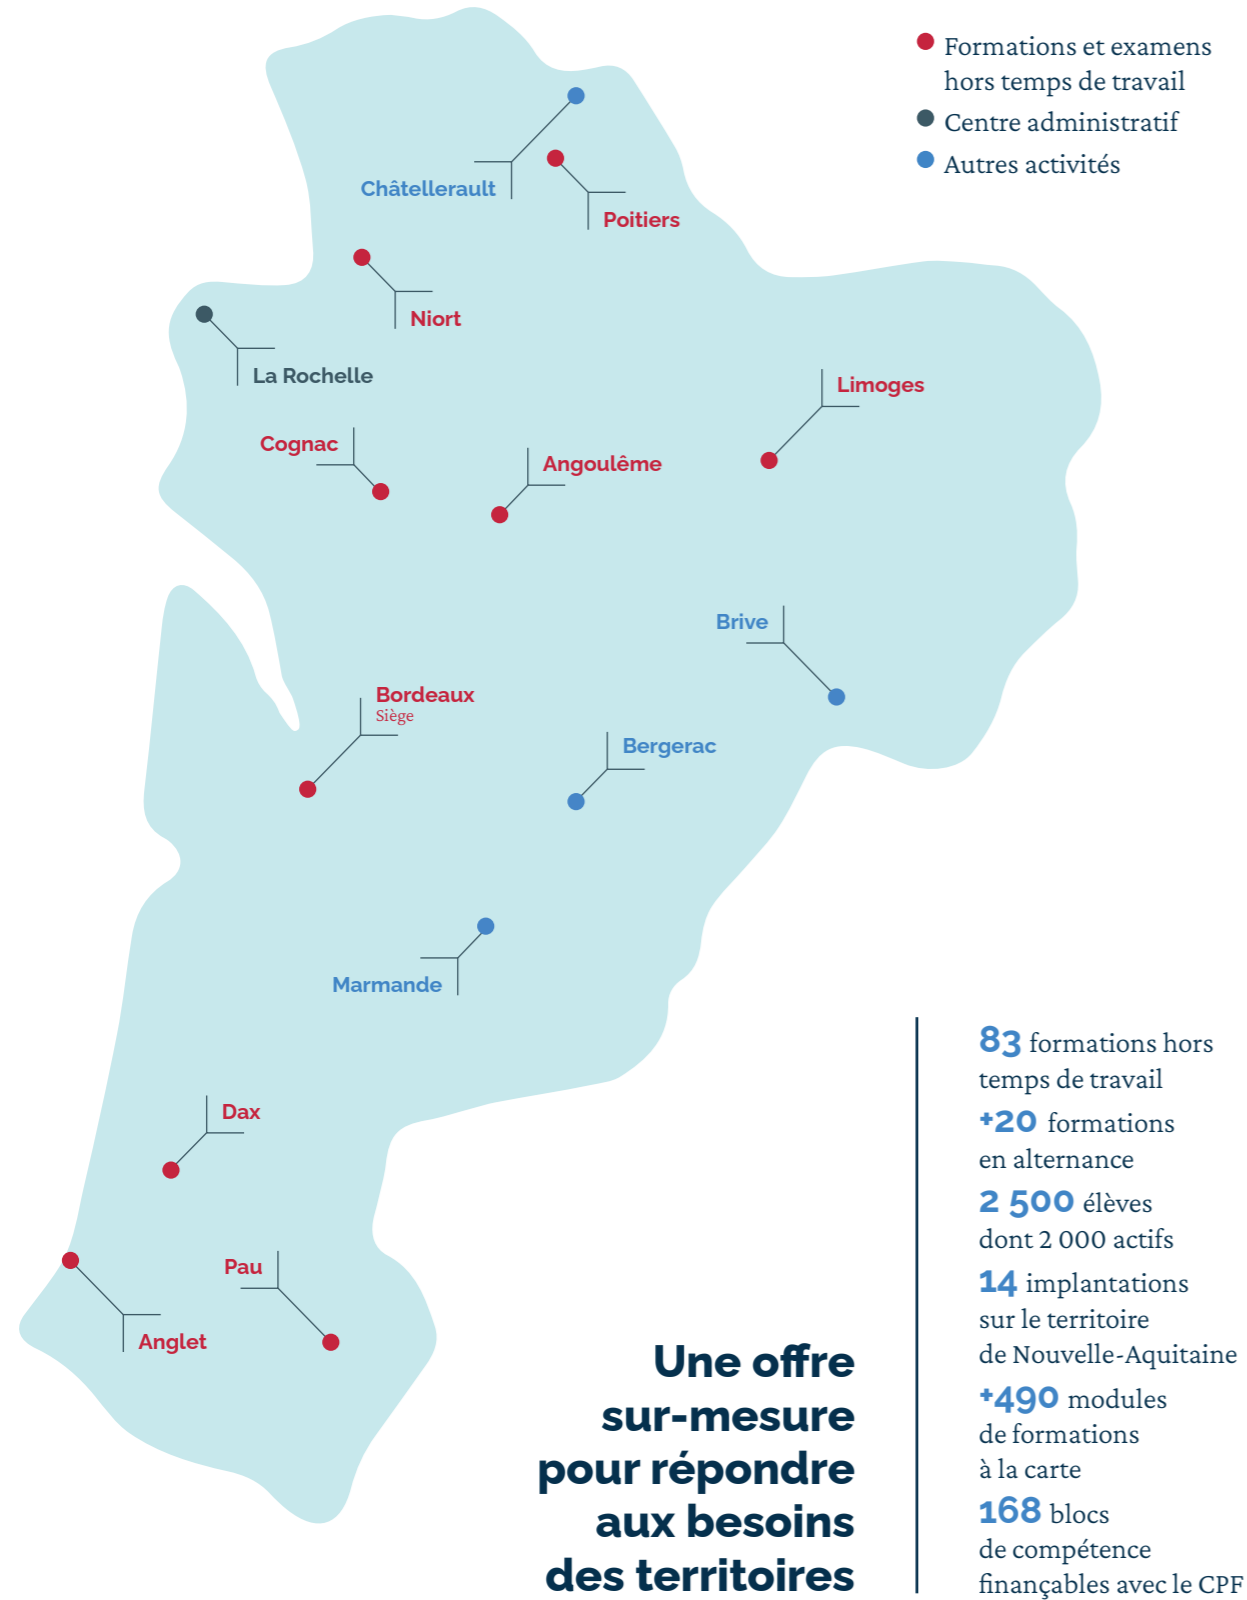 Formations et examens
hors temps de travail
Centre administratif
Autres activités
Châtellerault
Poitiers
Niort
La Rochelle
Limoges
Cognac
Angoulême
Brive
Bordeaux
Siège
Bergerac
Marmande
Dax
Pau
Anglet
Une offre
sur-mesure
pour répondre
aux besoins
des territoires
83 formations hors
temps de travail
+20 formations
en alternance
2 500 élèves
dont 2 000 actifs
14 implantations
sur le territoire
de Nouvelle-Aquitaine
+490 modules
de formations
à la carte
168 blocs
de compétence
finançables avec le CPF